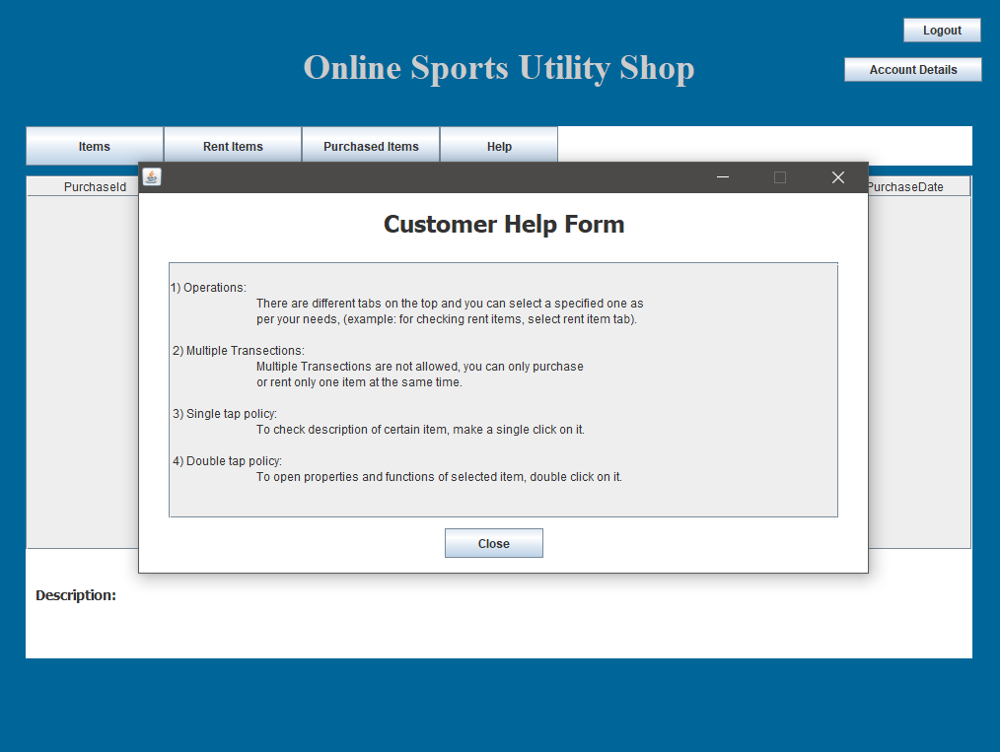 Logout
Online Sports Utility Shop
Account Details
Items Rent Items Purchased Items Help
PurchaseId PurchaseDate
Customer Help Form
1) Operations:
There are different tabs on the top and you can select a specified one as
per your needs, (example: for checking rent items, select rent item tab).
2) Multiple Transections:
Multiple Transections are not allowed, you can only purchase
or rent only one item at the same time.
3) Single tap policy:
To check description of certain item, make a single click on it.
4) Double tap policy:
To open properties and functions of selected item, double click on it.
Close
Description: